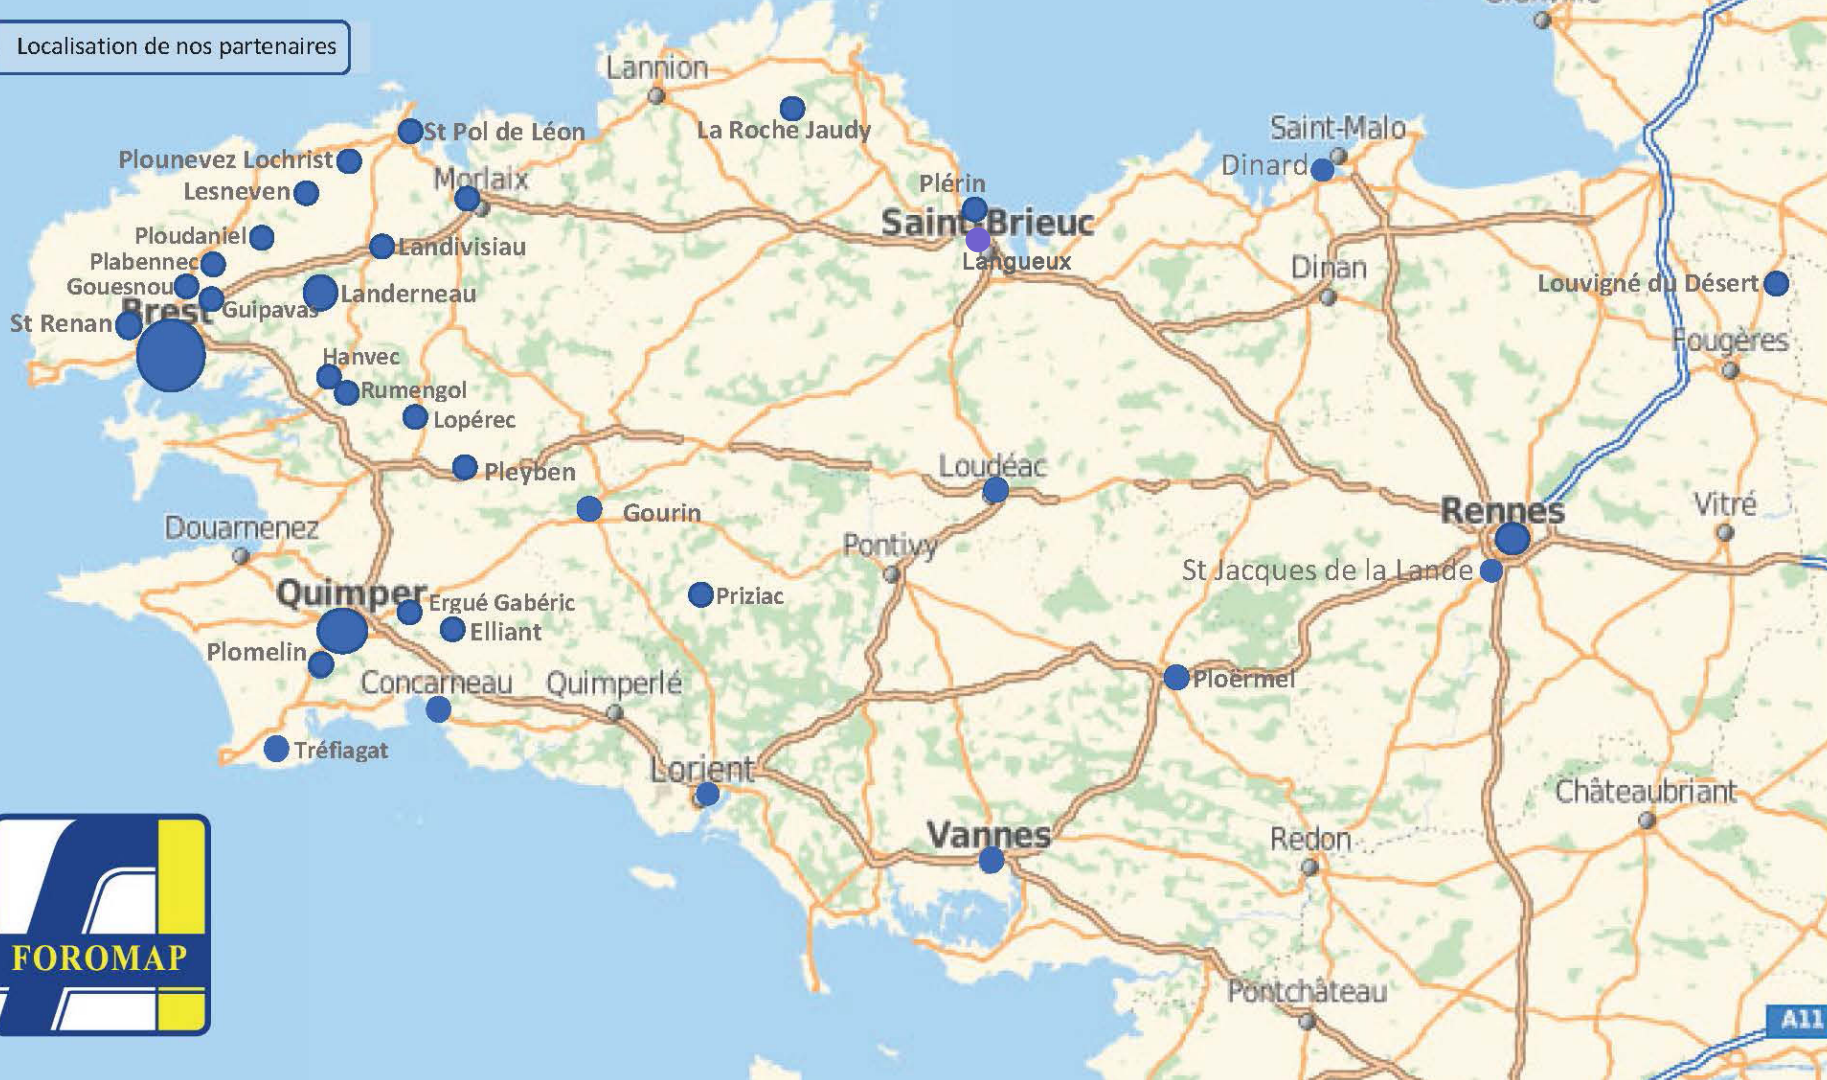 Localisation de nos partenaires
Lannion
La Roche Jaudy
St Pol de Léon
Plounevez Lochrist
Lesneven
Morlaix
Saint-Malo
Dinard
Plérin
Saint-Brieuc
Langueux
Ploudaniel
Landivisiau
Plabennec
Gouesnou
Landerneau
Guipavas
Brest
St Renan
Dinan
Louvigné du Désert
Fougères
Hanvec
Rumengol
Lopérec
Pleyben
Loudéac
Gourin
Rennes
Vitré
Douarnenez
Pontivy
St Jacques de la Lande
Quimper
Ergué Gabéric
Elliant
Priziac
Plomelin
Concarneau
Quimperlé
Ploërmel
Tréfiagat
Lorient
Châteaubriant
Vannes
Redon
FOROMAP
Pontchâteau
A11